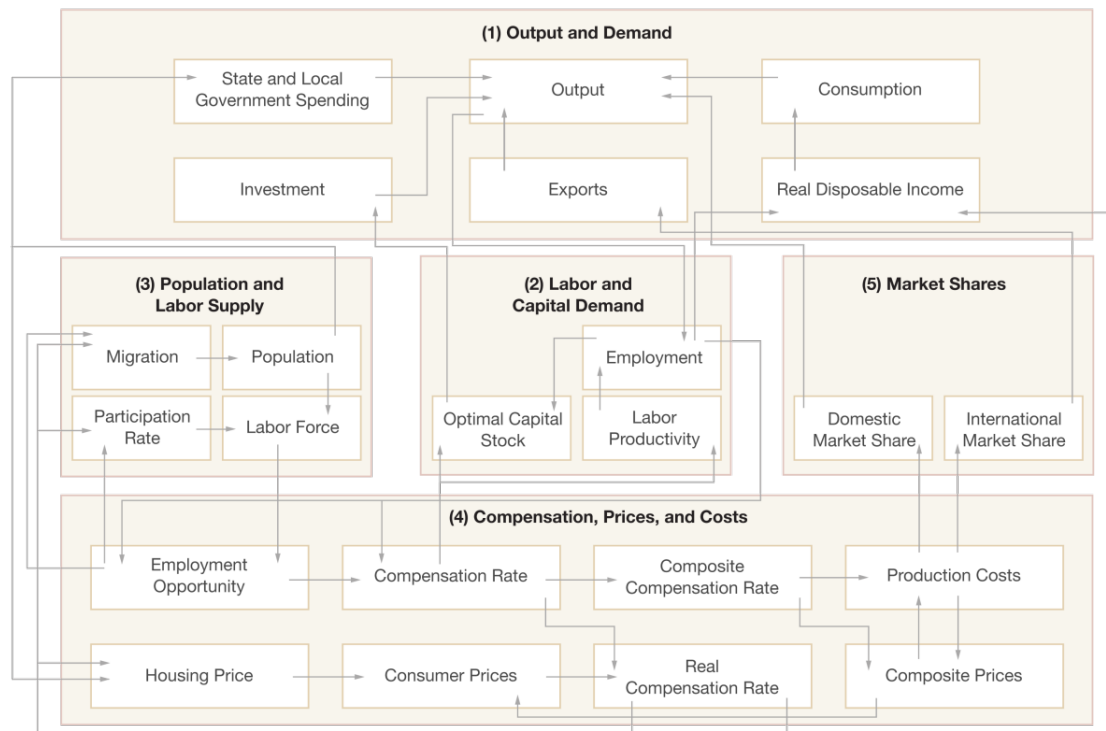 (1) Output and Demand
State and Local
Government Spending
Output
Consumption
Investment
Exports
Real Disposable Income
(3) Population and
Labor Supply
Migration
Population
Participation
Rate
Labor Force
(2) Labor and
Capital Demand
Employment
Optimal Capital
Stock
Labor
Productivity
(5) Market Shares
Domestic
Market Share
International
Market Share
(4) Compensation, Prices, and Costs
Employment
Opportunity
Compensation Rate
Composite
Compensation Rate
Production Costs
Housing Price
Consumer Prices
Real
Compensation Rate
Composite Prices